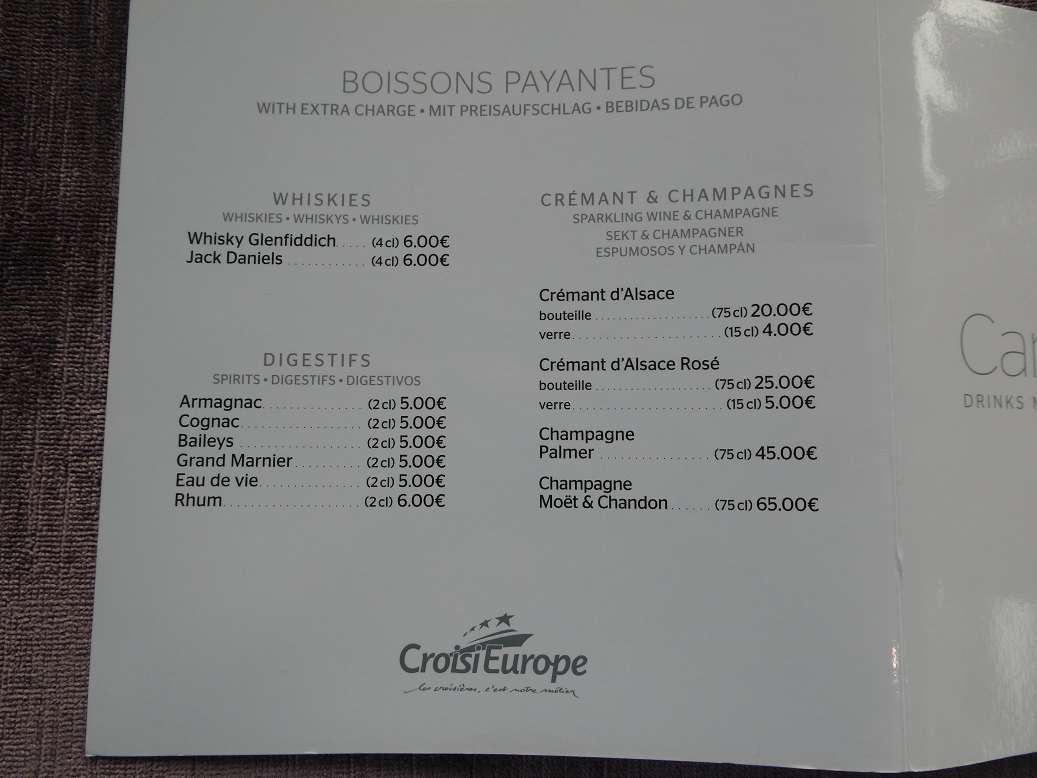 BOISSONS PAYANTES
WITH EXTRA CHARGE • MIT PREISAUFSCHLAG • BEBIDAS DE PAGO
WHISKIES
WHISKIES • WHISKYS • WHISKIES
Whisky Glenfiddich ..... (4 cl) 6.00€
Jack Daniels ............ (4 cl) 6.00€
DIGESTIFS
SPIRITS • DIGESTIFS • DIGESTIVOS
Armagnac ............... (2 cl) 5.00€
Cognac .................. (2 cl) 5.00€
Baileys ................... (2 cl) 5.00€
Grand Marnier .......... (2 cl) 5.00€
Eau de vie ............... (2 cl) 5.00€
Rhum ..................... (2 cl) 6.00€
CRÉMANT & CHAMPAGNES
SPARKLING WINE & CHAMPAGNE
SEKT & CHAMPAGNER
ESPUMOSOS Y CHAMPÁN
Crémant d'Alsace
bouteille .................... (75 cl) 20.00€
verre ......................... (15 cl) 4.00€
Crémant d'Alsace Rosé
bouteille .................... (75 cl) 25.00€
verre ......................... (15 cl) 5.00€
Champagne
Palmer .................... (75 cl) 45.00€
Champagne
Moët & Chandon ...... (75 cl) 65.00€
CroisiEurope
les croisières, c'est notre métier
DRINKS